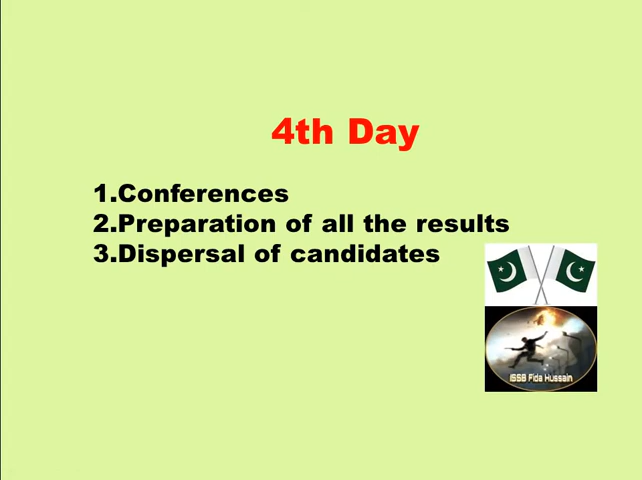 4th Day
1.Conferences
2.Preparation of all the results
3.Dispersal of candidates
ISSB Fida Hussain